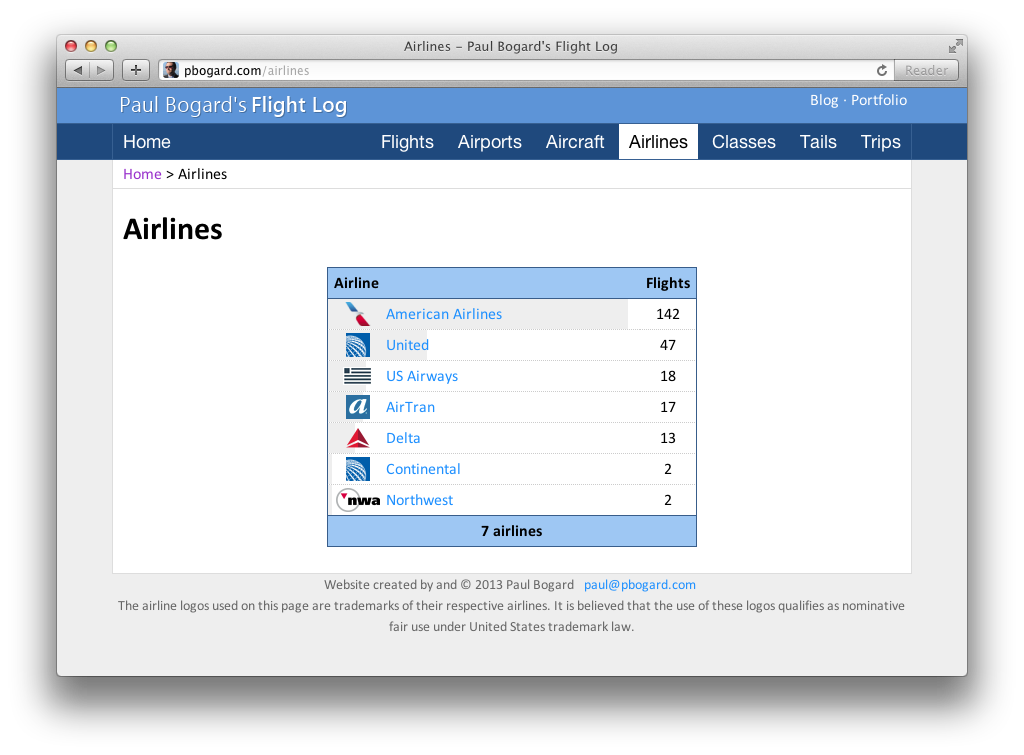 Airlines – Paul Bogard's Flight Log
pbogard.com/airlines
Reader
Paul Bogard's Flight Log
Blog · Portfolio
Home Flights Airports Aircraft Airlines Classes Tails Trips
Home > Airlines
Airlines
Airline Flights
American Airlines 142
United 47
US Airways 18
a AirTran 17
Delta 13
Continental 2
nwa Northwest 2
7 airlines
Website created by and © 2013 Paul Bogard paul@pbogard.com
The airline logos used on this page are trademarks of their respective airlines. It is believed that the use of these logos qualifies as nominative
fair use under United States trademark law.